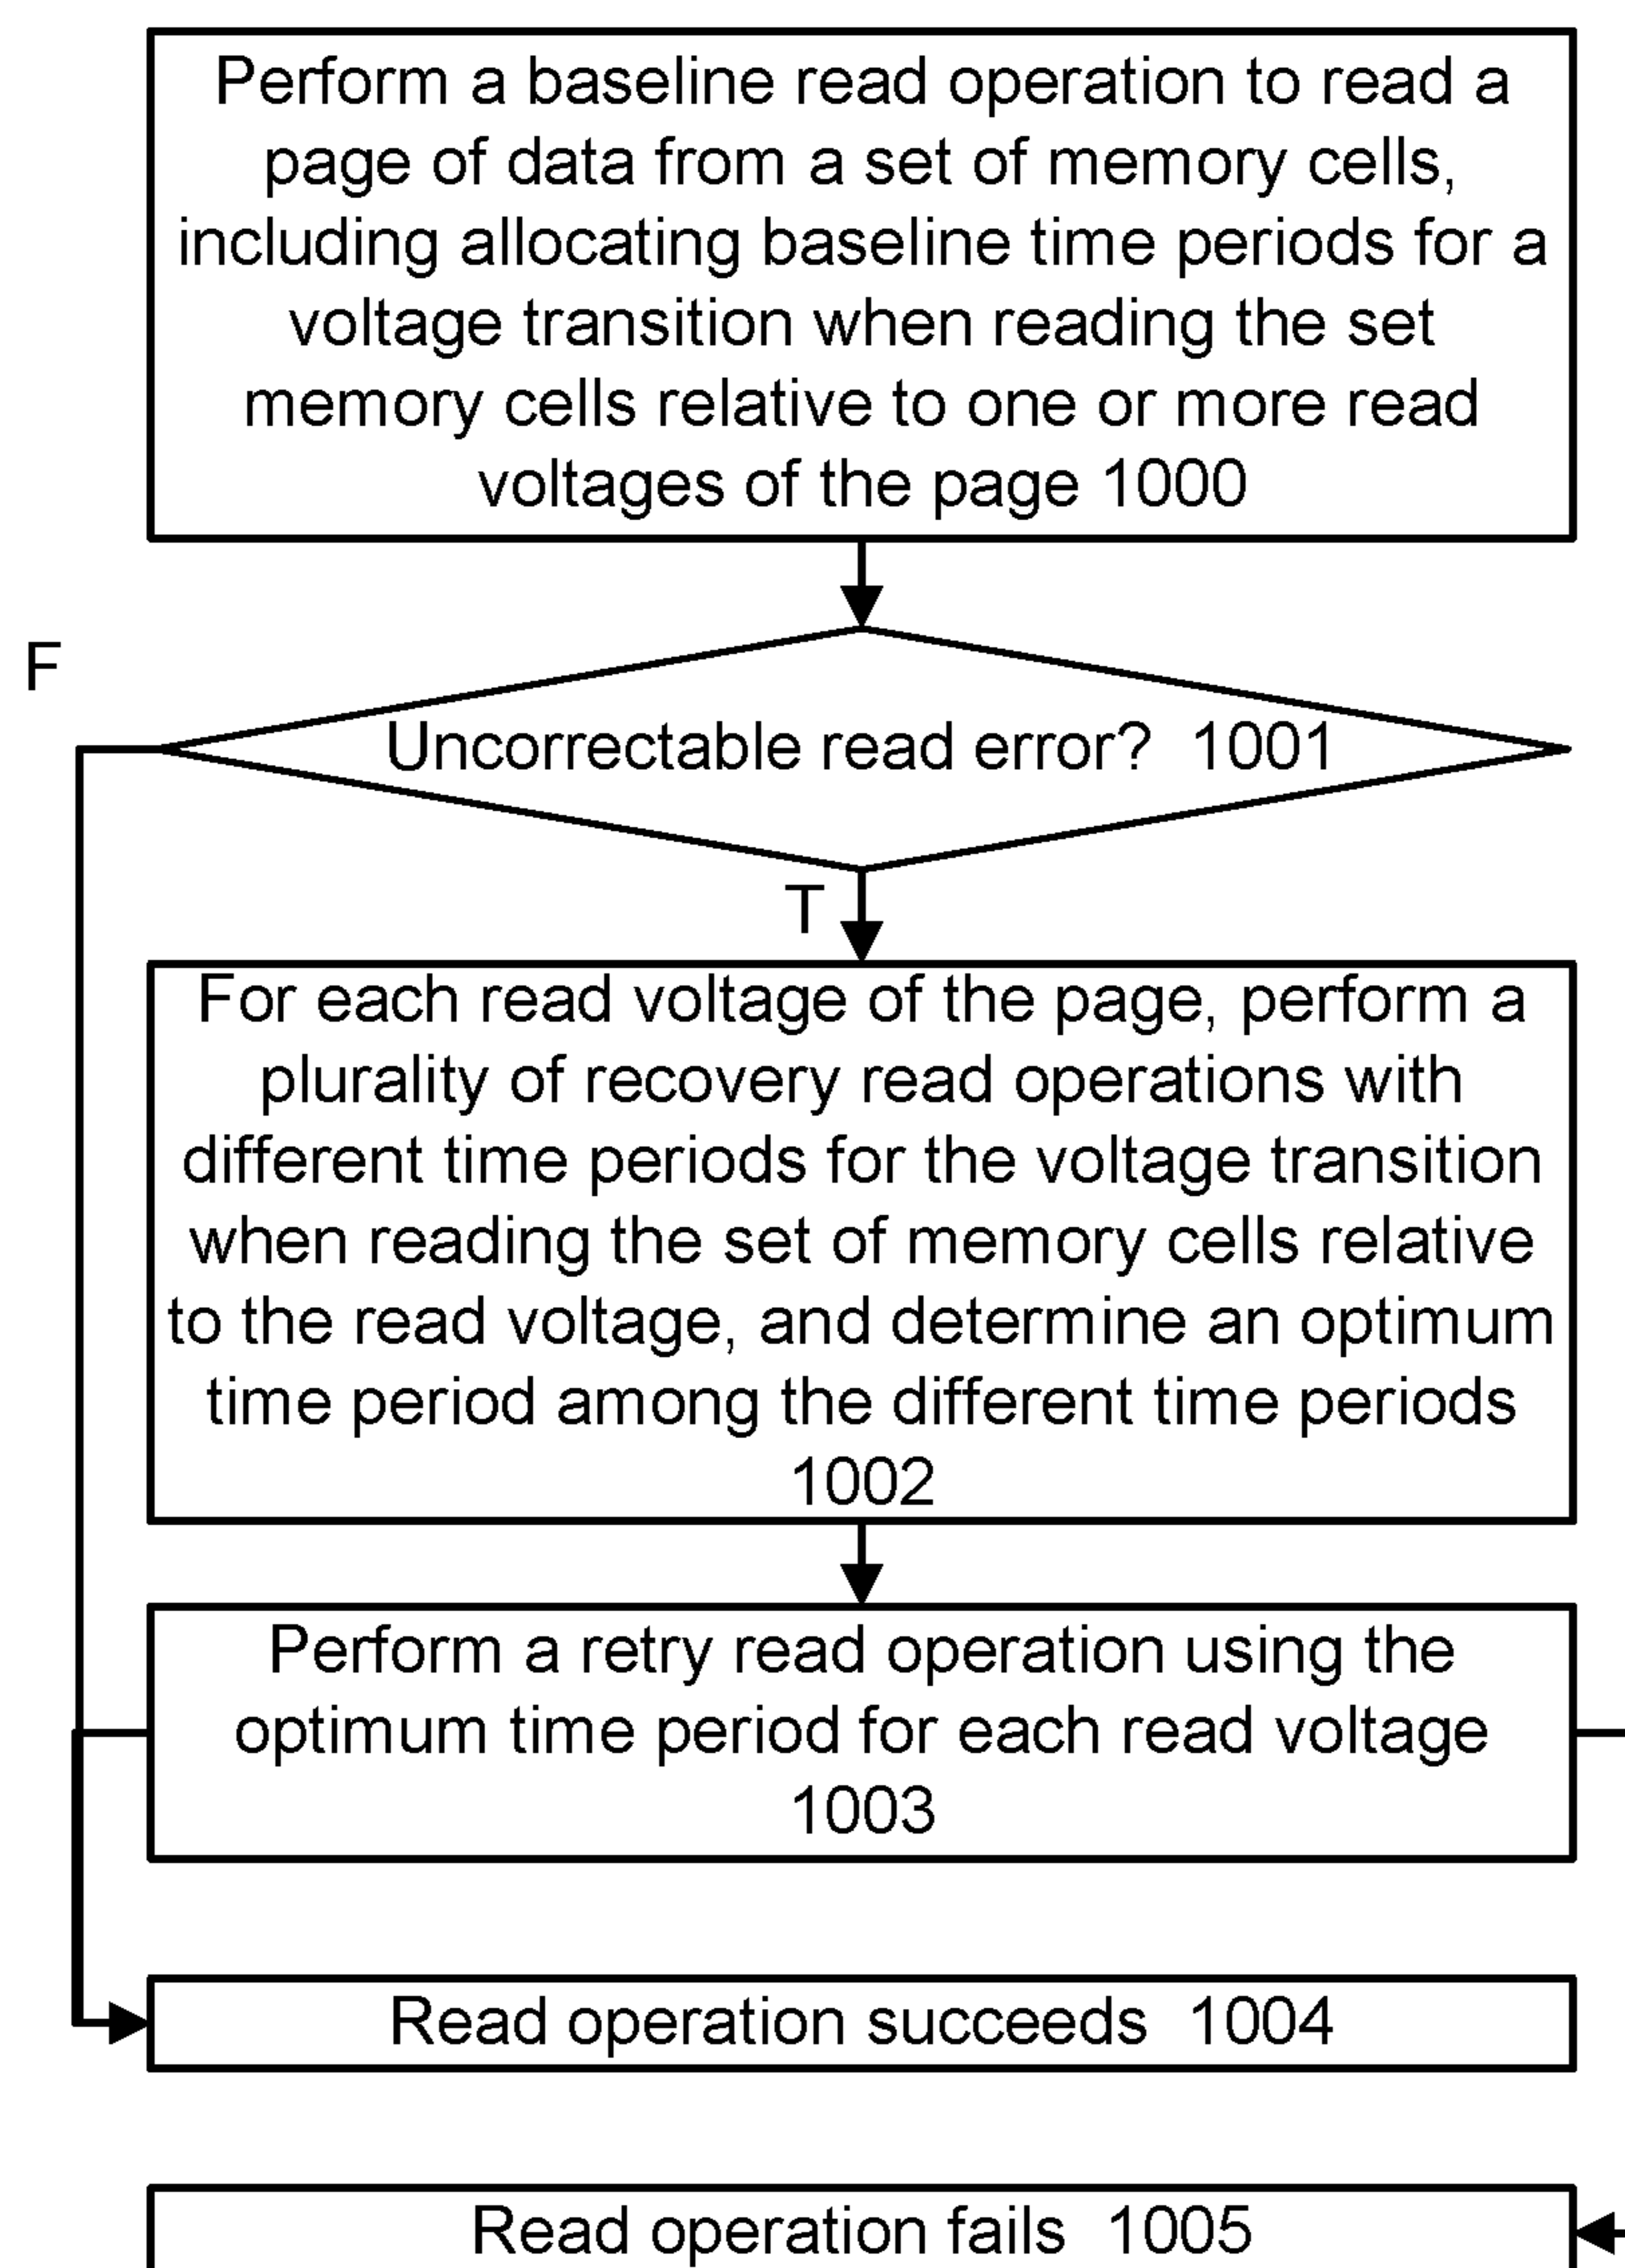 Perform a baseline read operation to read a
page of data from a set of memory cells,
including allocating baseline time periods for a
voltage transition when reading the set
memory cells relative to one or more read
voltages of the page 1000
F
Uncorrectable read error? 1001
T
For each read voltage of the page, perform a
plurality of recovery read operations with
different time periods for the voltage transition
when reading the set of memory cells relative
to the read voltage, and determine an optimum
time period among the different time periods
1002
Perform a retry read operation using the
optimum time period for each read voltage
1003
Read operation succeeds 1004
Read operation fails 1005